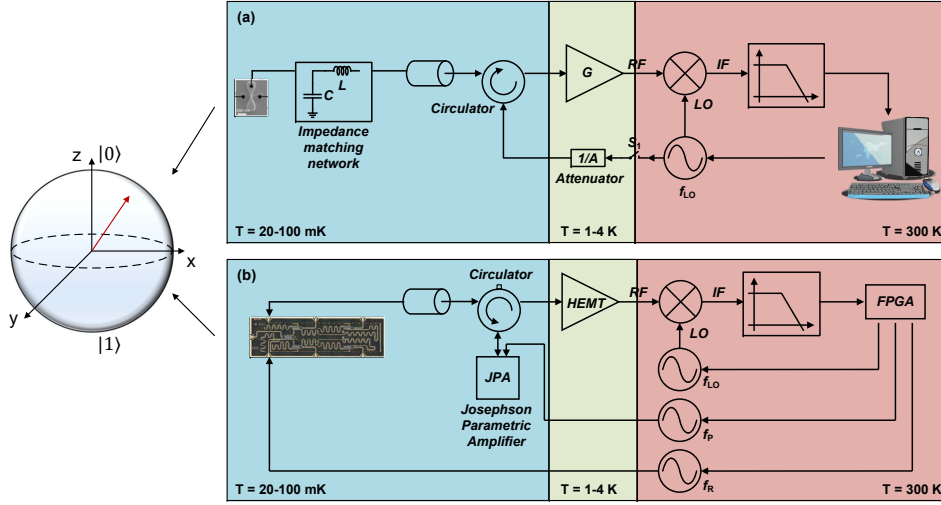 z
|0⟩
x
y
|1⟩
(a)
L
C
Impedance
matching
network
Circulator
G
RF
IF
LO
S1
1/A
Attenuator
fLO
T = 20-100 mK
T = 1-4 K
T = 300 K
(b)
Circulator
HEMT
RF
IF
FPGA
LO
JPA
fLO
Josephson
Parametric
Amplifier
fP
fR
T = 20-100 mK
T = 1-4 K
T = 300 K